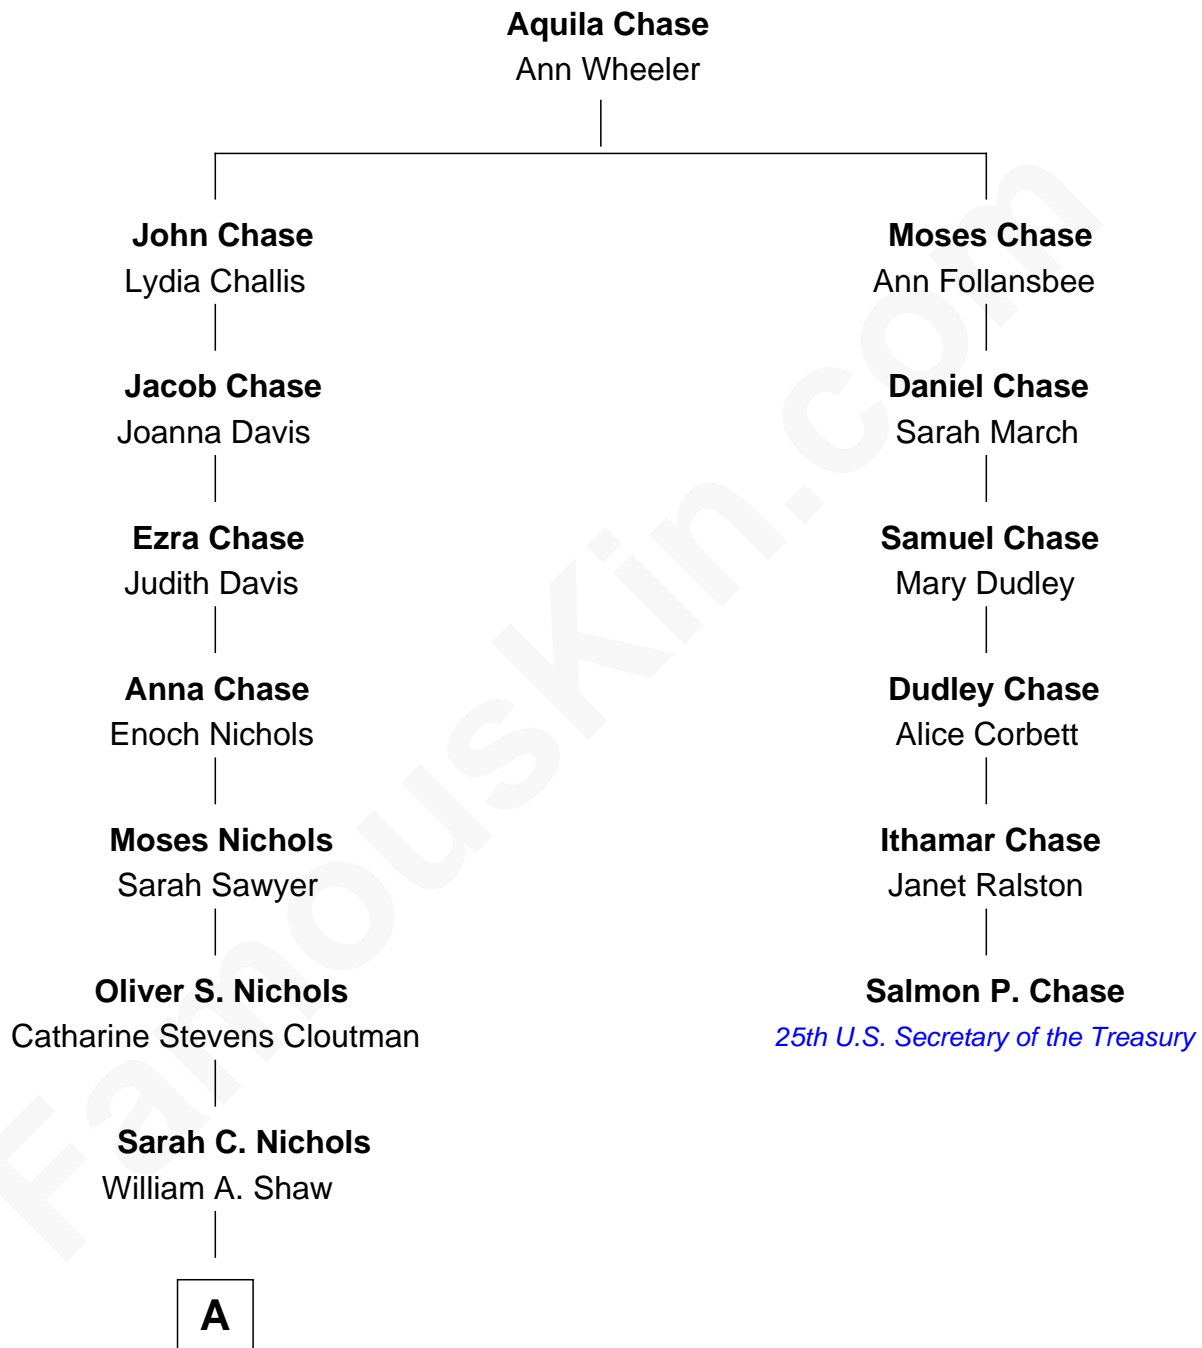 Aquila Chase
Ann Wheeler
John Chase
Lydia Challis
Moses Chase
Ann Follansbee
Jacob Chase
Joanna Davis
Daniel Chase
Sarah March
Ezra Chase
Judith Davis
Samuel Chase
Mary Dudley
Anna Chase
Enoch Nichols
Dudley Chase
Alice Corbett
Moses Nichols
Sarah Sawyer
Ithamar Chase
Janet Ralston
Oliver S. Nichols
Catharine Stevens Cloutman
Salmon P. Chase
25th U.S. Secretary of the Treasury
Sarah C. Nichols
William A. Shaw
A
FamousKin.com